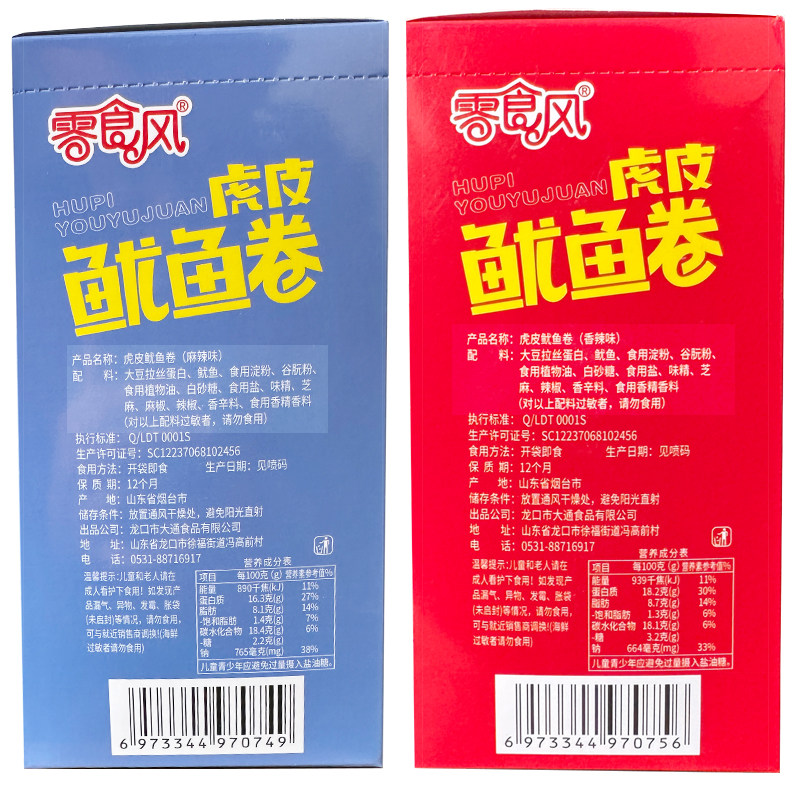 零食风®
HUPI
YOUYUJUAN
虎皮
鱿鱼卷
产品名称：虎皮鱿鱼卷（麻辣味）
配 料：大豆拉丝蛋白、鱿鱼、食用淀粉、谷朊粉、
食用植物油、白砂糖、食用盐、味精、芝
麻、麻椒、辣椒、香辛料、食用香精香料
(对以上配料过敏者，请勿食用)
执行标准：Q/LDT 0001S
生产许可证号：SC12237068102456
食用方法：开袋即食 生产日期：见喷码
保 质 期：12个月
产 地：山东省烟台市
储存条件：放置通风干燥处，避免阳光直射
出品公司：龙口市大通食品有限公司
地 址：山东省龙口市徐福街道冯高前村
电 话：0531-88716917
温馨提示:儿童和老人请在
成人看护下食用！如发现产
品漏气、异物、发霉、胀袋
(未启封)等情况，请勿食用，
可与就近销售商调换!(海鲜
过敏者请勿食用)
营养成分表
项目 每100克 (g) 营养素参考值%
能量 890千焦(kJ) 11%
蛋白质 16.3克(g) 27%
脂肪 8.1克(g) 14%
-饱和脂肪 1.4克(g) 7%
碳水化合物 18.4克(g) 6%
-糖 2.2克(g)
钠 765毫克(mg) 38%
儿童青少年应避免过量摄入盐油糖。
6 973344 970749
零食风®
HUPI
YOUYUJUAN
虎皮
鱿鱼卷
产品名称：虎皮鱿鱼卷（香辣味）
配 料：大豆拉丝蛋白、鱿鱼、食用淀粉、谷朊粉、
食用植物油、白砂糖、食用盐、味精、芝
麻、辣椒、香辛料、食用香精香料
(对以上配料过敏者，请勿食用)
执行标准：Q/LDT 0001S
生产许可证号：SC12237068102456
食用方法：开袋即食 生产日期：见喷码
保 质 期：12个月
产 地：山东省烟台市
储存条件：放置通风干燥处，避免阳光直射
出品公司：龙口市大通食品有限公司
地 址：山东省龙口市徐福街道冯高前村
电 话：0531-88716917
温馨提示:儿童和老人请在
成人看护下食用！如发现产
品漏气、异物、发霉、胀袋
(未启封)等情况，请勿食用，
可与就近销售商调换!(海鲜
过敏者请勿食用)
营养成分表
项目 每100克(g) 营养素参考值%
能量 939千焦(kJ) 11%
蛋白质 18.2克(g) 30%
脂肪 8.7克(g) 14%
-饱和脂肪 1.3克(g) 6%
碳水化合物 16.1克(g) 6%
-糖 3.2克(g)
钠 664毫克(mg) 33%
儿童青少年应避免过量摄入盐油糖。
6 973344 970756